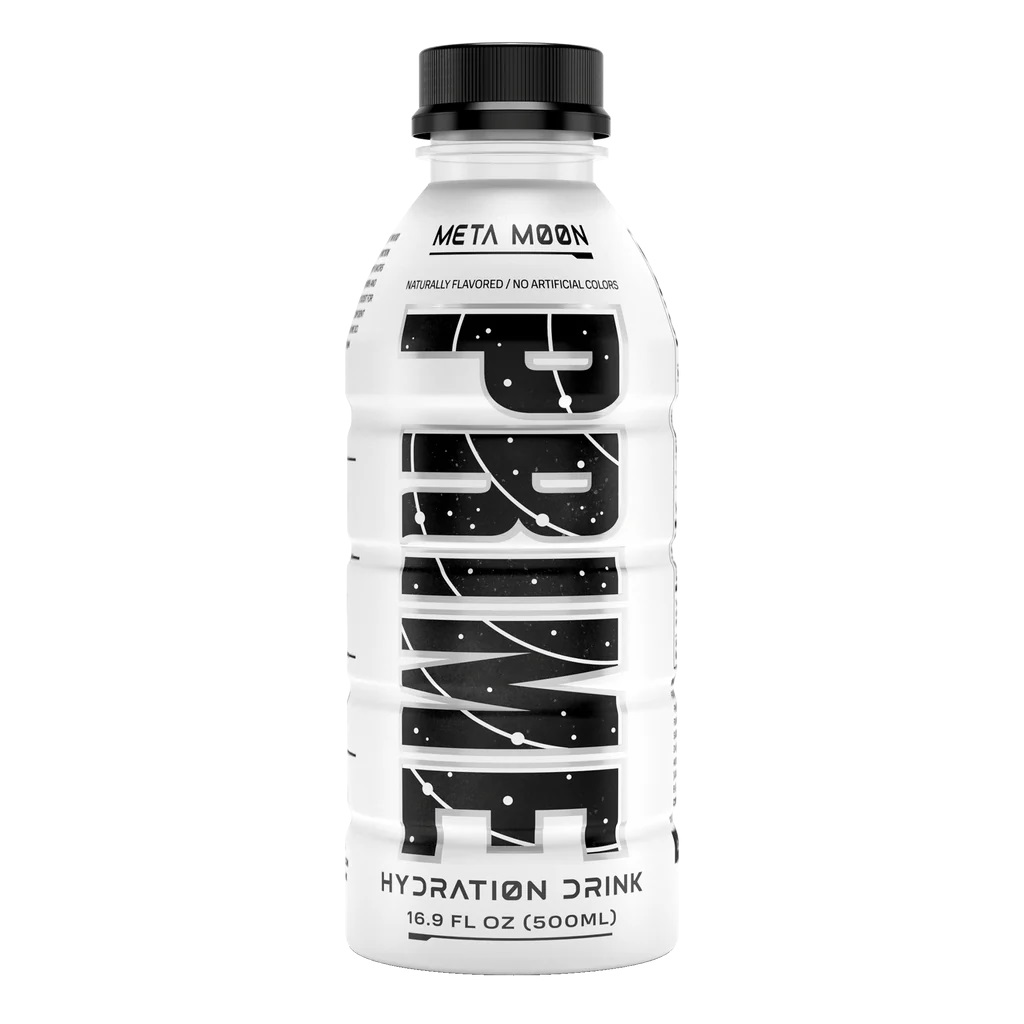 META MØØN
NATURALLY FLAVORED / NO ARTIFICIAL COLORS
PRIME
HYDRATIØN DRINK
16.9 FL OZ (500ML)